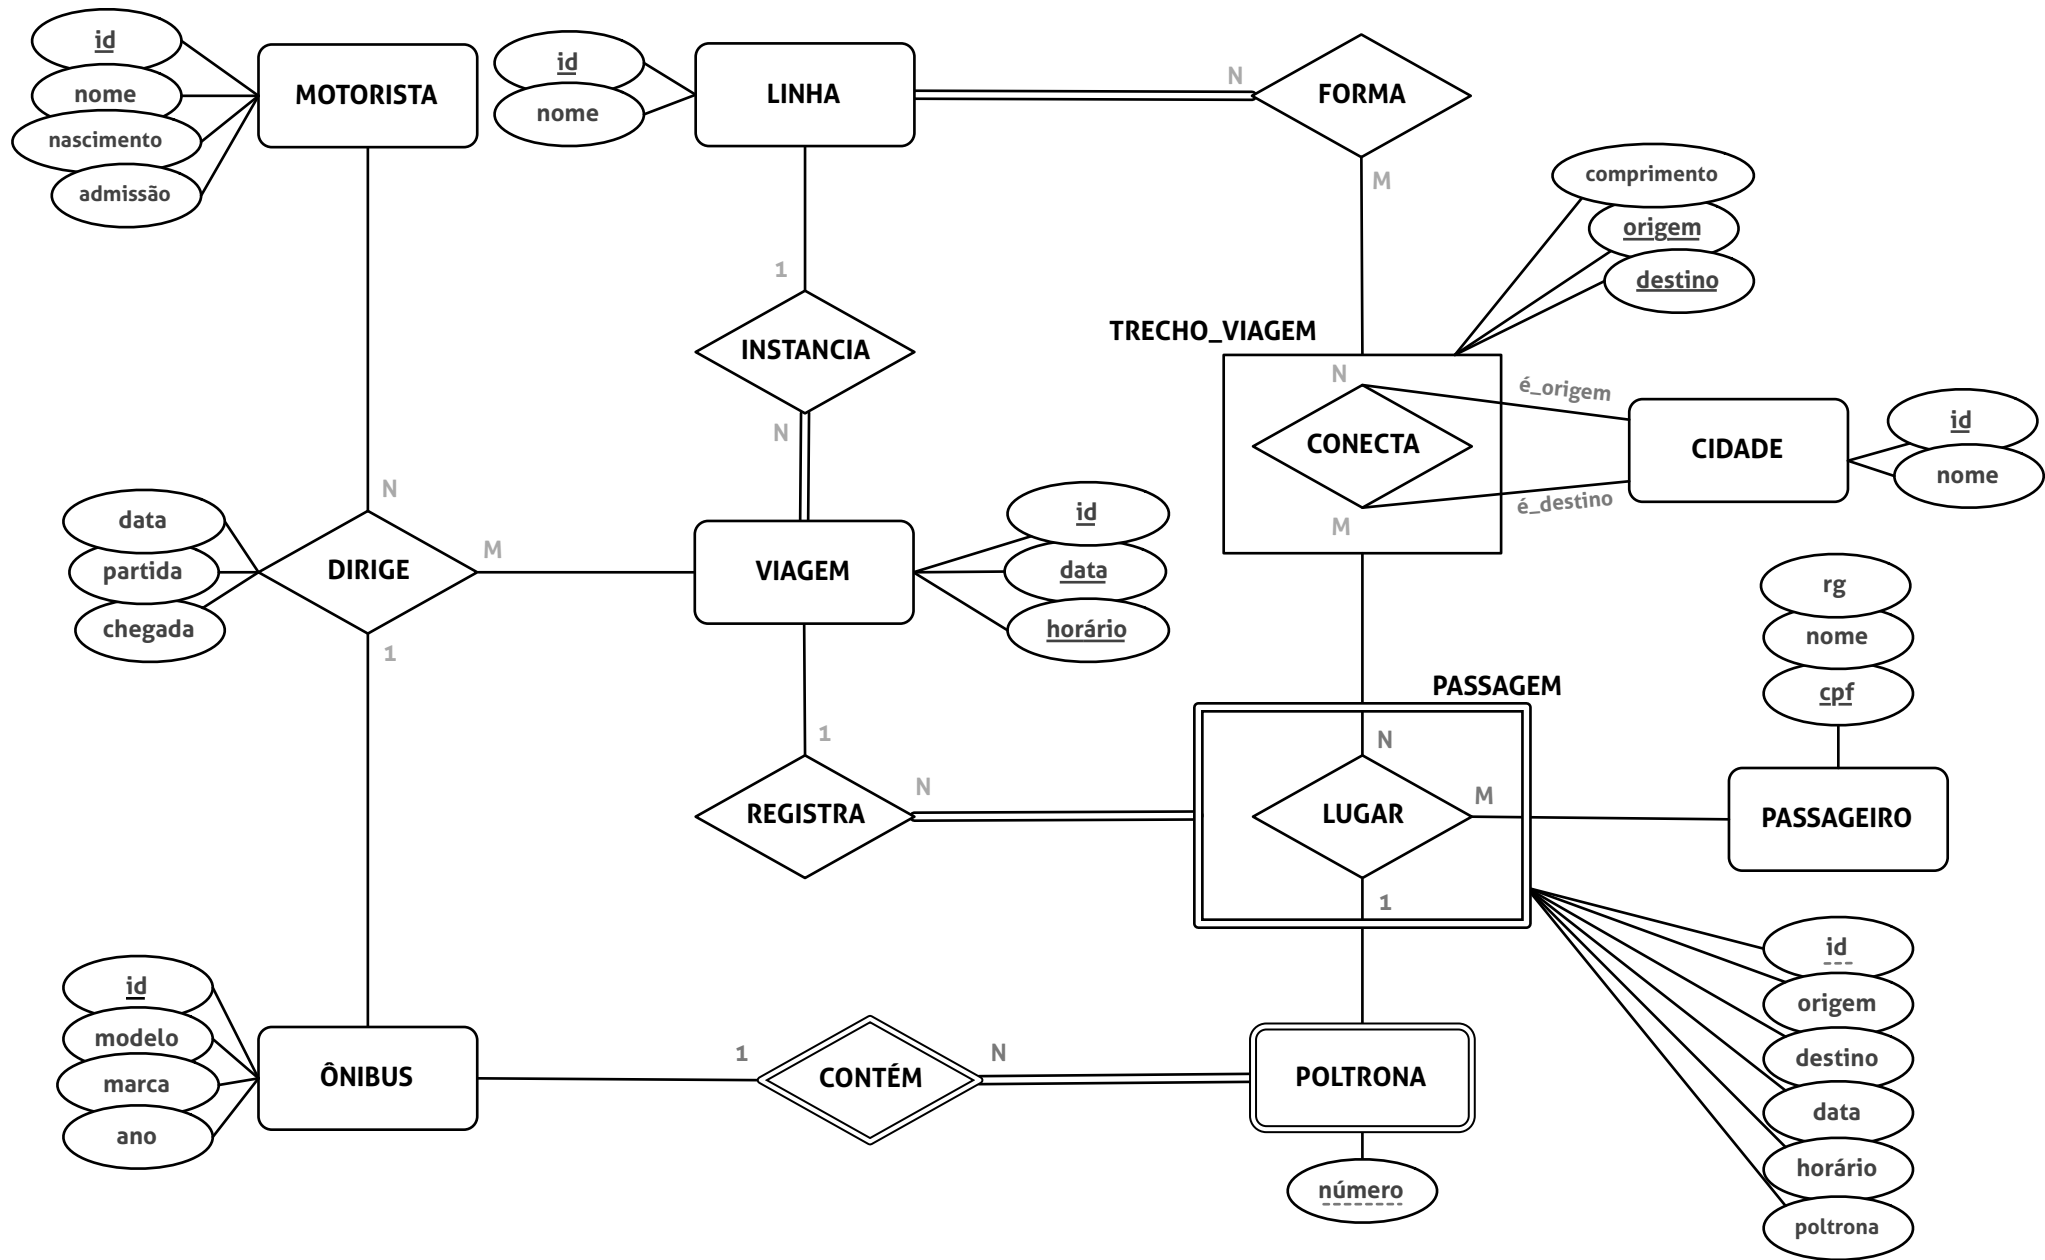 id
nome
nascimento
admissão
MOTORISTA
id
nome
LINHA
N
FORMA
M
1
INSTANCIA
N
comprimento
origem
destino
TRECHO_VIAGEM
N
CONECTA
M
é_origem
é_destino
CIDADE
id
nome
N
data
partida
chegada
DIRIGE
M
1
VIAGEM
id
data
horário
rg
nome
cpf
PASSAGEM
1
REGISTRA
N
N
LUGAR
M
1
PASSAGEIRO
id
origem
destino
data
horário
poltrona
id
modelo
marca
ano
ÔNIBUS
1
CONTÉM
N
POLTRONA
número